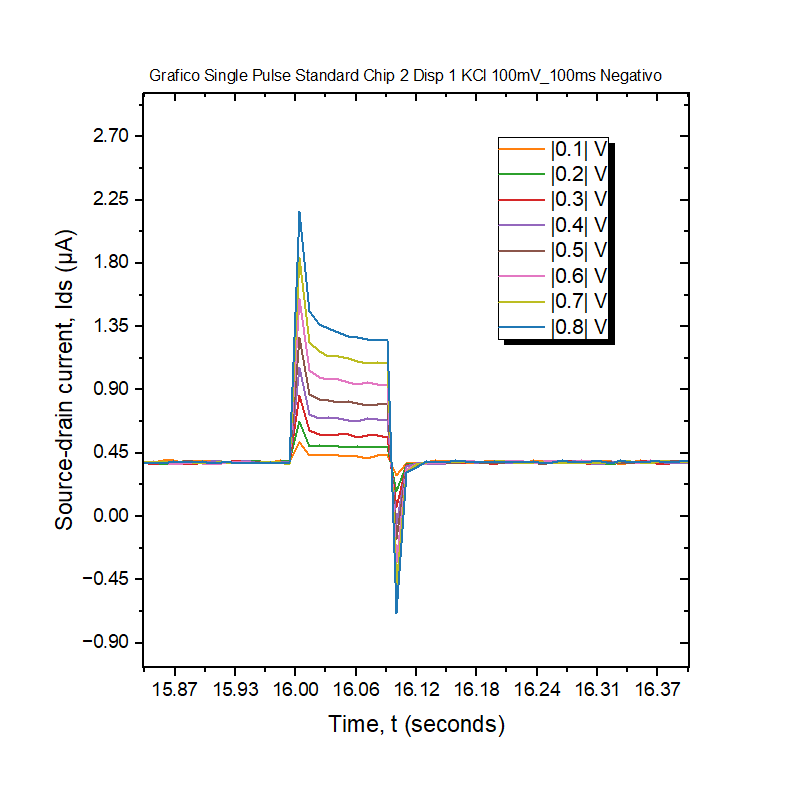 Grafico Single Pulse Standard Chip 2 Disp 1 KCl 100mV_100ms Negativo
2.70
2.25
1.80
1.35
0.90
0.45
0.00
−0.45
−0.90
Source-drain current, Ids (µA)
|0.1| V
|0.2| V
|0.3| V
|0.4| V
|0.5| V
|0.6| V
|0.7| V
|0.8| V
15.87 15.93 16.00 16.06 16.12 16.18 16.24 16.31 16.37
Time, t (seconds)